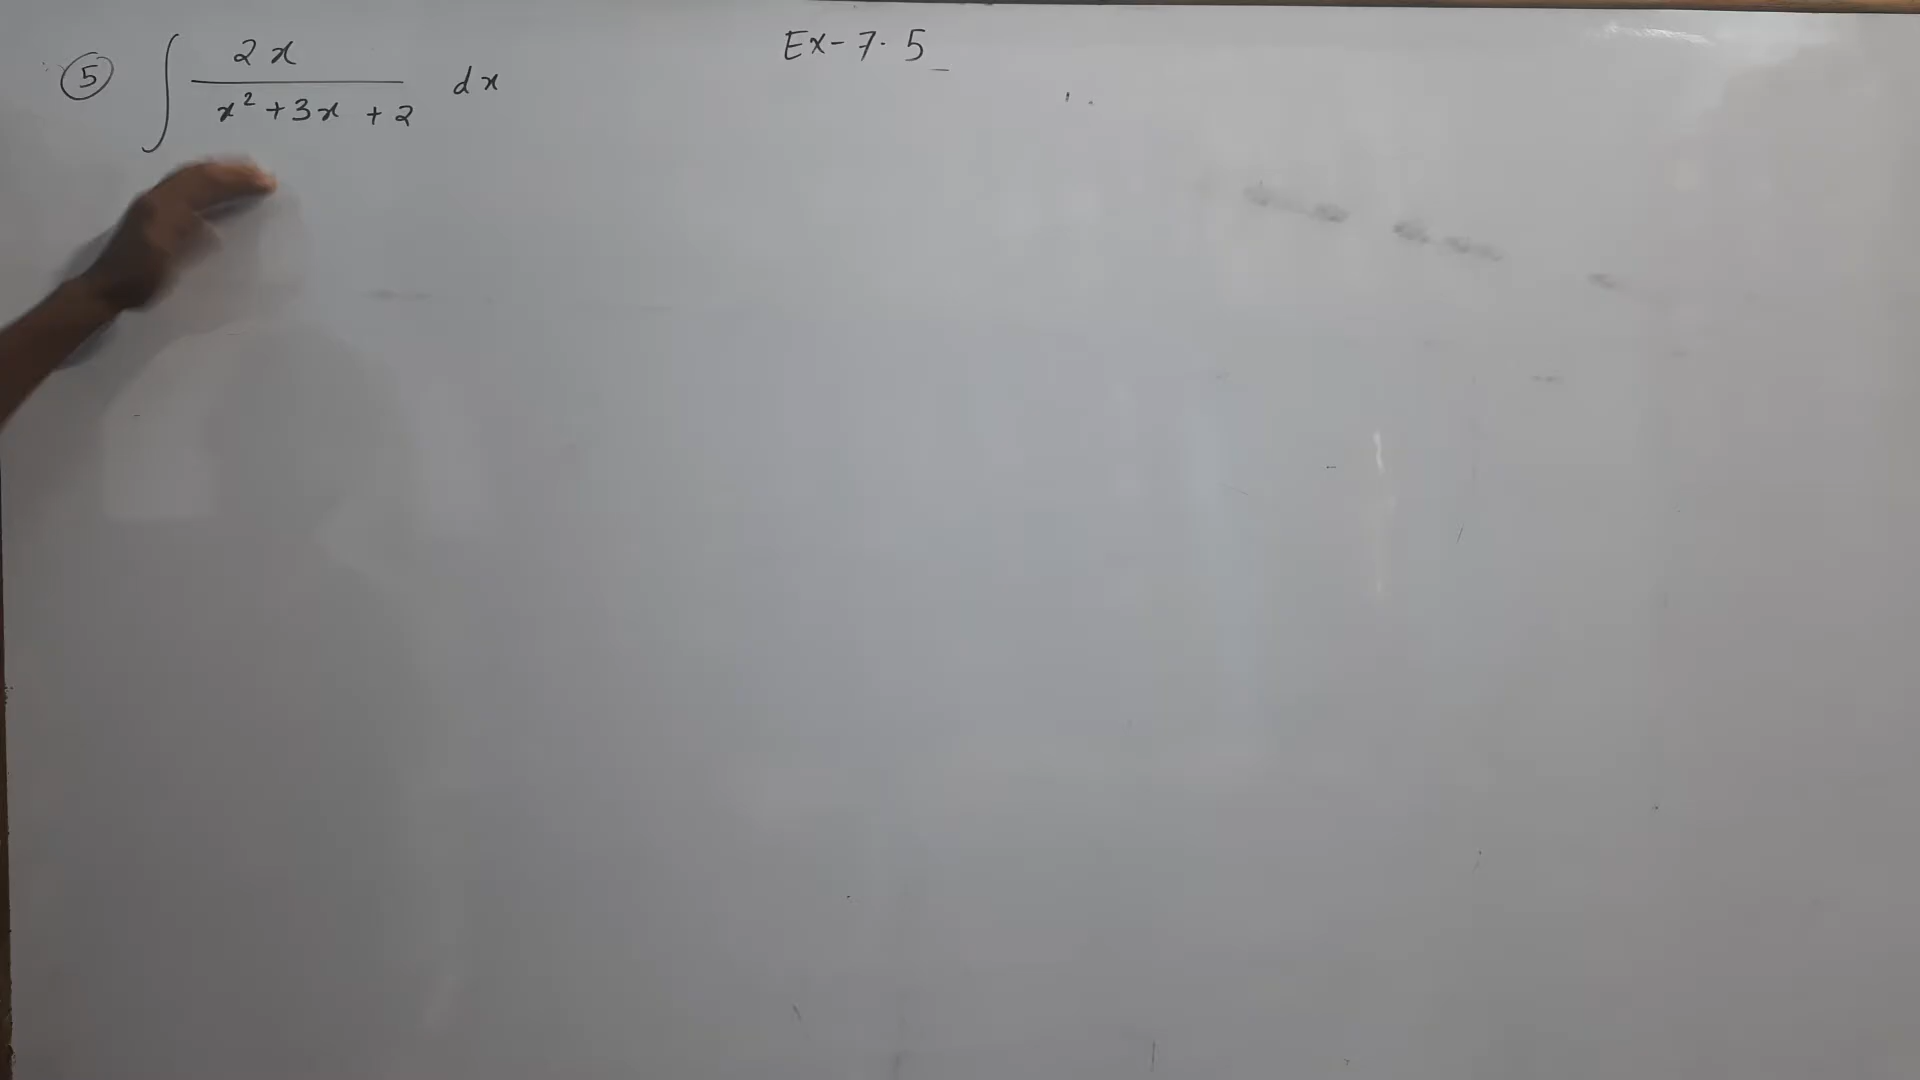 Ex-7.5
⑤ ∫ 2x / (x² + 3x + 2) dx